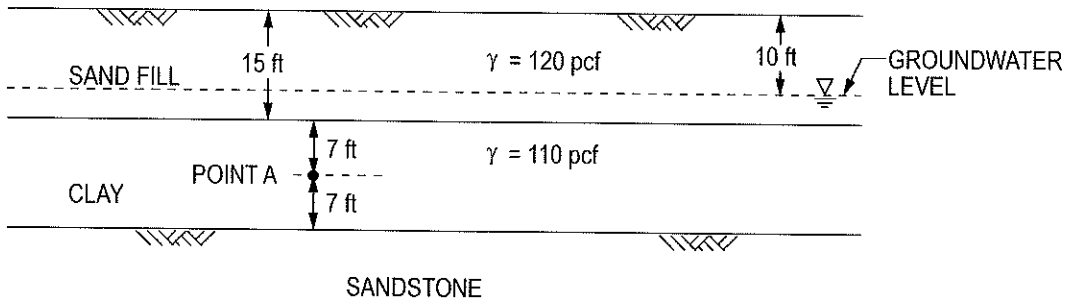 15 ft
γ = 120 pcf
10 ft
GROUNDWATER
LEVEL
SAND FILL
7 ft
γ = 110 pcf
POINT A
CLAY
7 ft
SANDSTONE